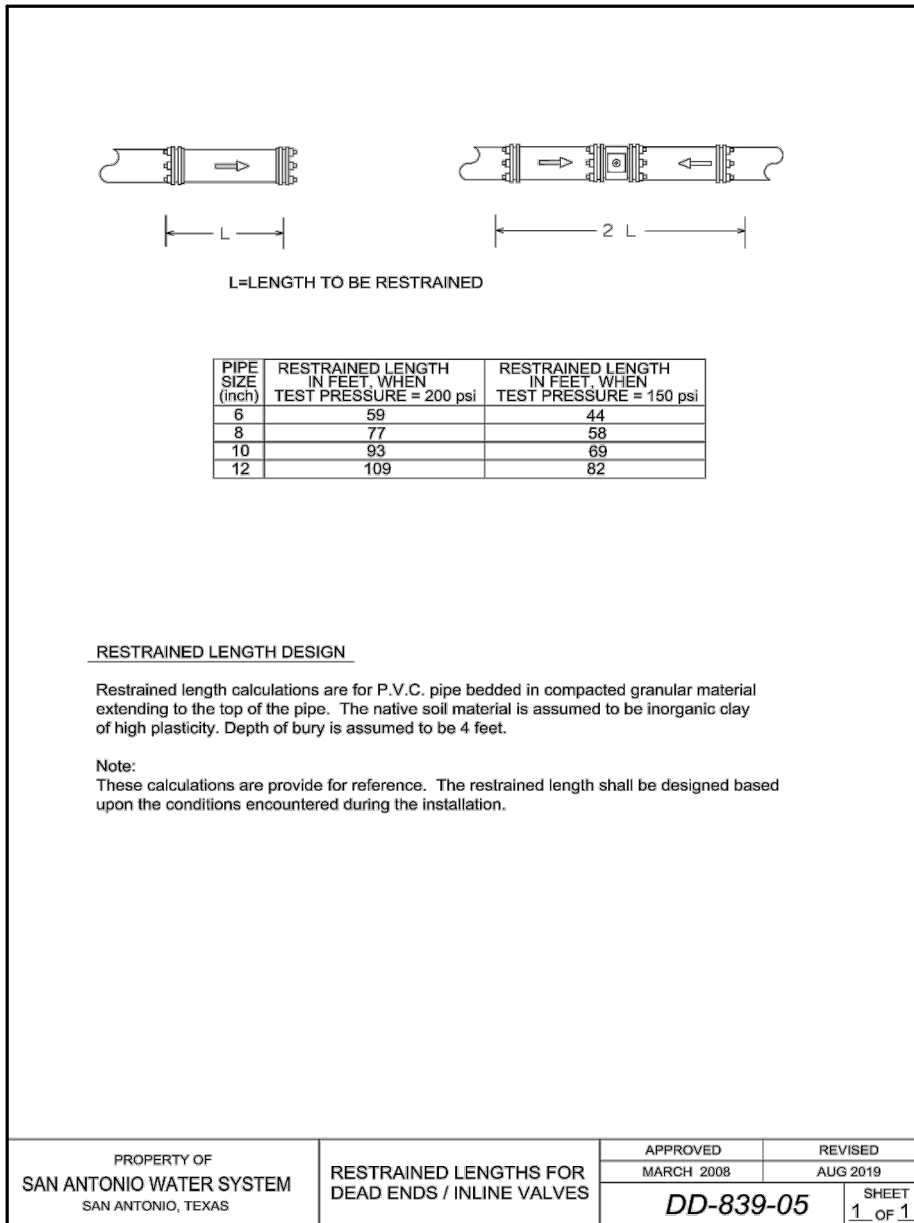 L
2 L
L=LENGTH TO BE RESTRAINED
PIPE SIZE (inch) RESTRAINED LENGTH IN FEET, WHEN TEST PRESSURE = 200 psi RESTRAINED LENGTH IN FEET, WHEN TEST PRESSURE = 150 psi
6 59 44
8 77 58
10 93 69
12 109 82
RESTRAINED LENGTH DESIGN
Restrained length calculations are for P.V.C. pipe bedded in compacted granular material
extending to the top of the pipe. The native soil material is assumed to be inorganic clay
of high plasticity. Depth of bury is assumed to be 4 feet.
Note:
These calculations are provide for reference. The restrained length shall be designed based
upon the conditions encountered during the installation.
PROPERTY OF
SAN ANTONIO WATER SYSTEM
SAN ANTONIO, TEXAS
RESTRAINED LENGTHS FOR
DEAD ENDS / INLINE VALVES
APPROVED REVISED
MARCH 2008 AUG 2019
DD-839-05
SHEET
1 OF 1